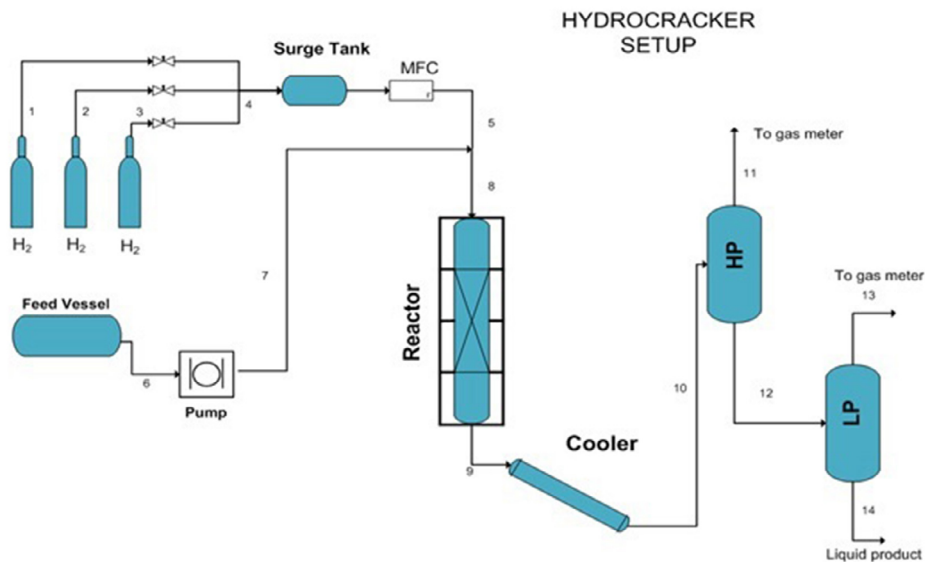 HYDROCRACKER
SETUP
Surge Tank
MFC
r
1
2
3
4
5
H₂
H₂
H₂
8
To gas meter
11
HP
7
To gas meter
13
Feed Vessel
Reactor
6
Pump
10
12
LP
Cooler
9
14
Liquid product